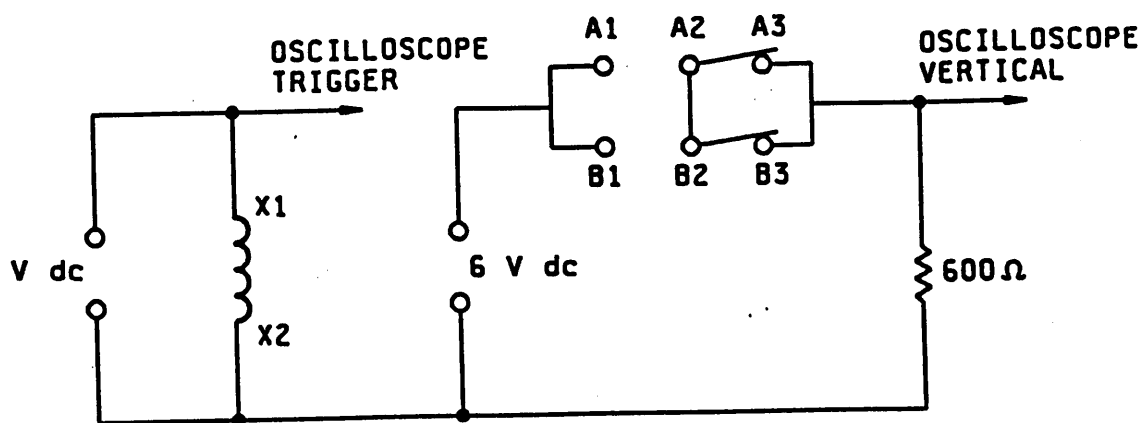 A1 A2 A3
OSCILLOSCOPE
TRIGGER
OSCILLOSCOPE
VERTICAL
B1 B2 B3
X1
V dc
6 V dc
600Ω
X2